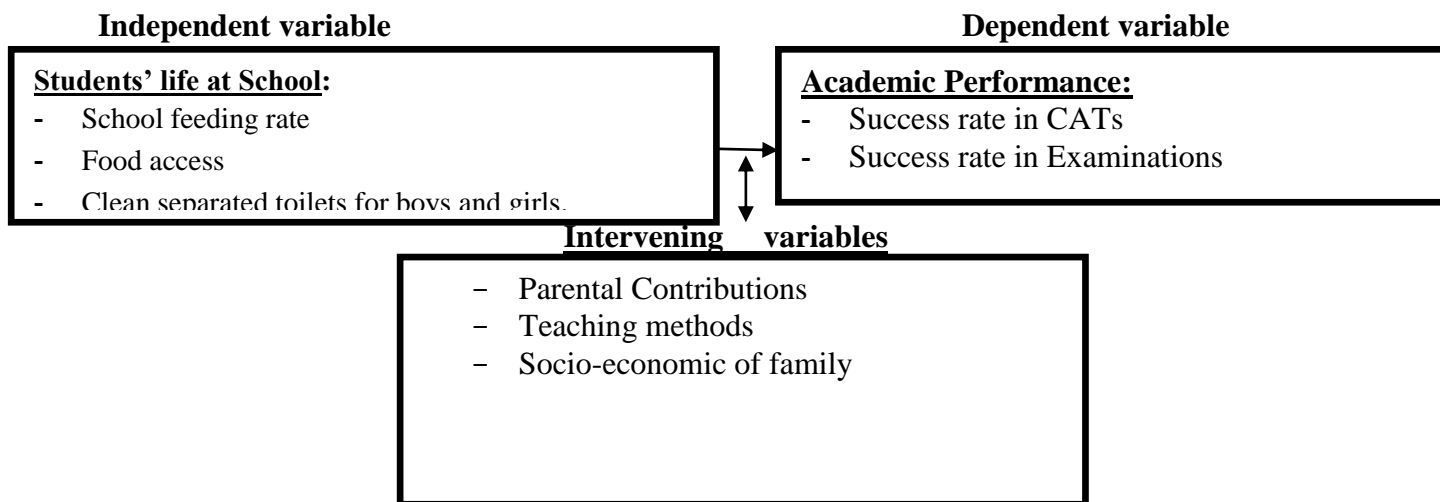 Independent variable
Dependent variable
Students’ life at School:
- School feeding rate
- Food access
- Clean separated toilets for boys and girls.
Academic Performance:
- Success rate in CATs
- Success rate in Examinations
Intervening variables
- Parental Contributions
- Teaching methods
- Socio-economic of family